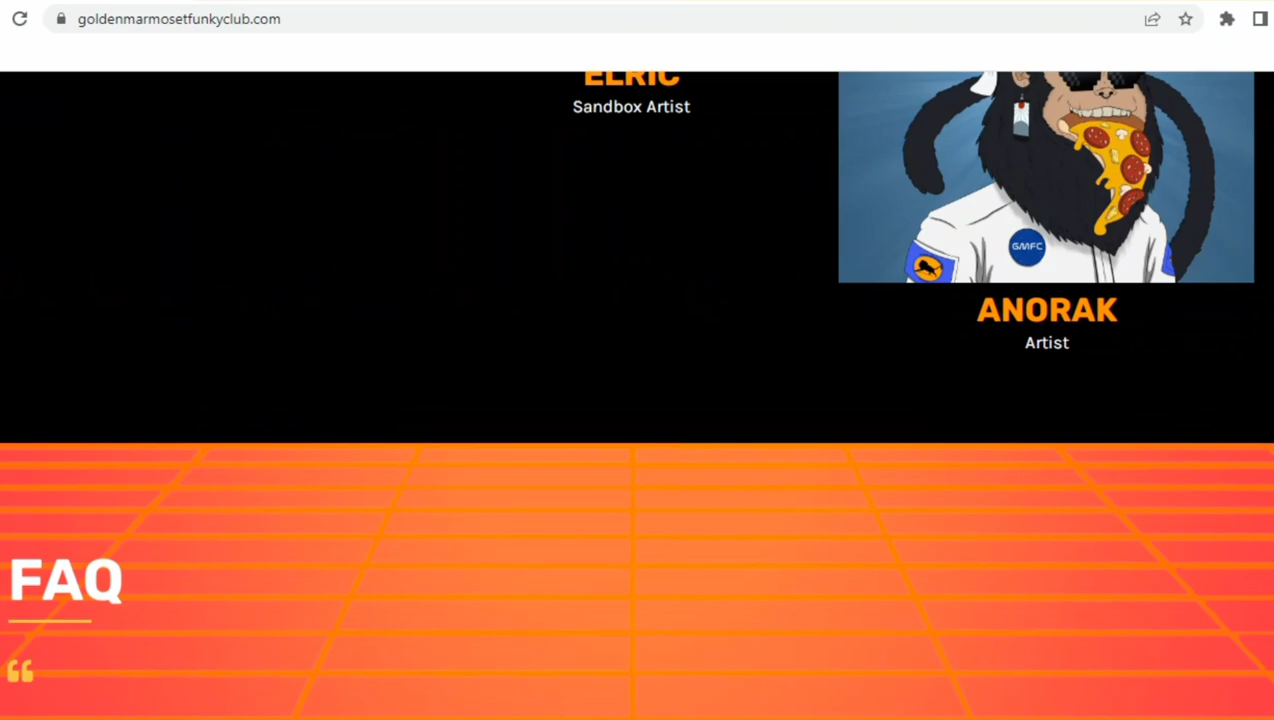 goldenmarmosetfunkyclub.com
ELRIC
Sandbox Artist
GMFC
ANORAK
Artist
FAQ
“